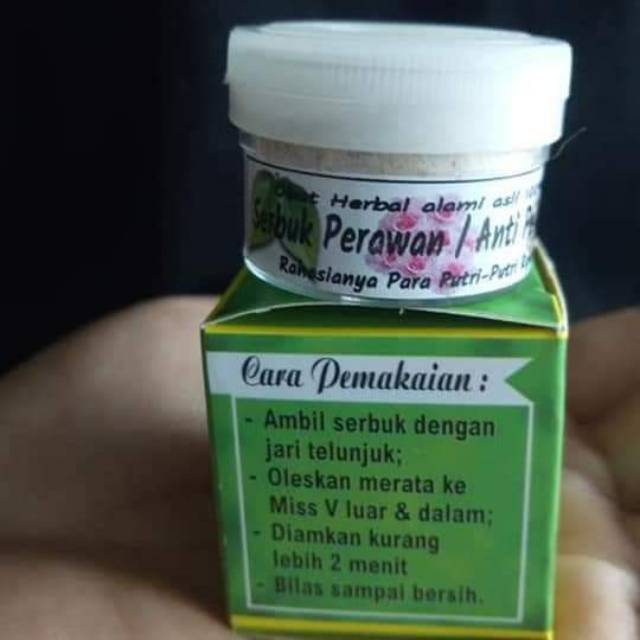 Herbal alami asli
Serbuk Perawan / Anti
Rahasianya Para Putri-Putri
Cara Pemakaian :
- Ambil serbuk dengan
jari telunjuk;
- Oleskan merata ke
Miss V luar & dalam;
- Diamkan kurang
lebih 2 menit
- Bilas sampai bersih.